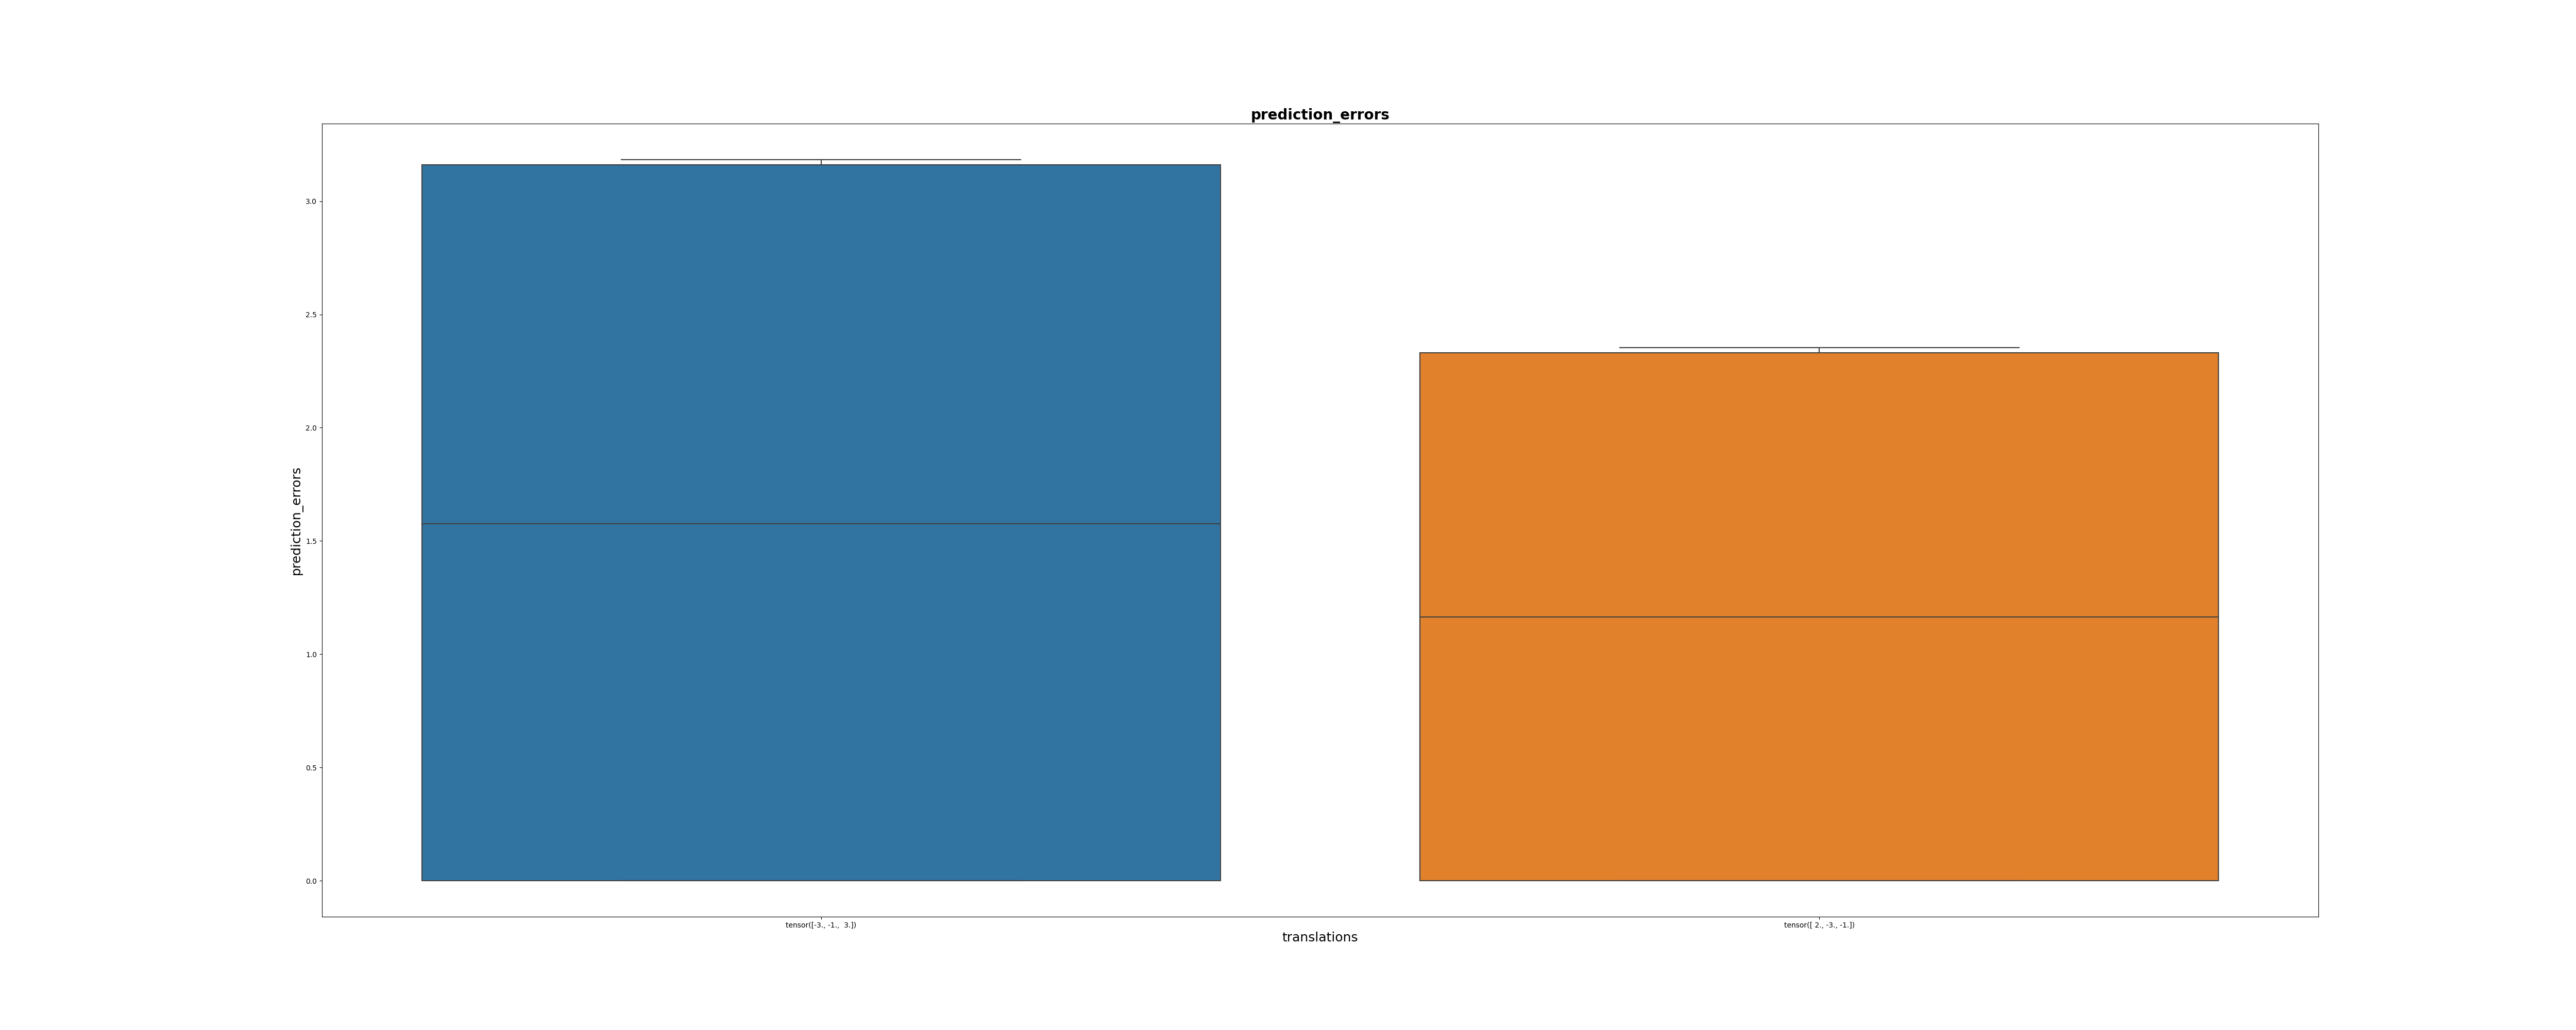 prediction_errors
3.0
2.5
2.0
1.5
1.0
0.5
0.0
prediction_errors
tensor([-3., -1.,  3.])
tensor([ 2., -3., -1.])
translations